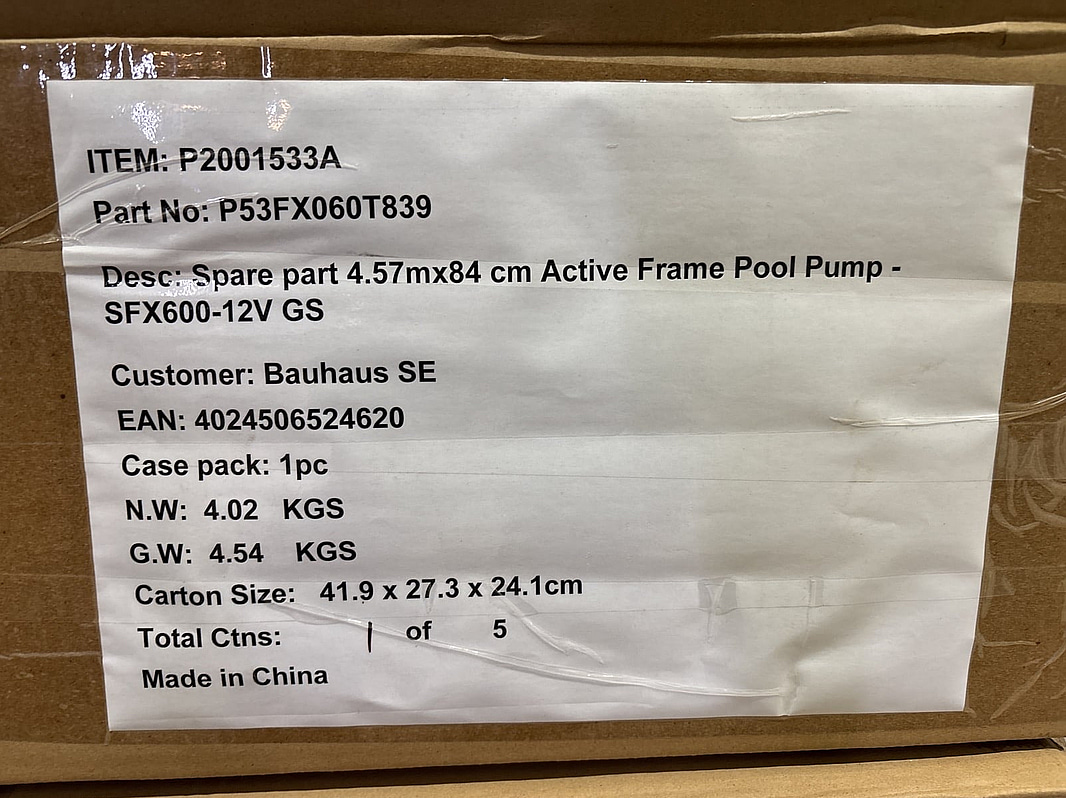 ITEM: P2001533A
Part No: P53FX060T839
Desc: Spare part 4.57mx84 cm Active Frame Pool Pump -
SFX600-12V GS
Customer: Bauhaus SE
EAN: 4024506524620
Case pack: 1pc
N.W: 4.02 KGS
G.W: 4.54 KGS
Carton Size: 41.9 x 27.3 x 24.1cm
Total Ctns: 1 of 5
Made in China